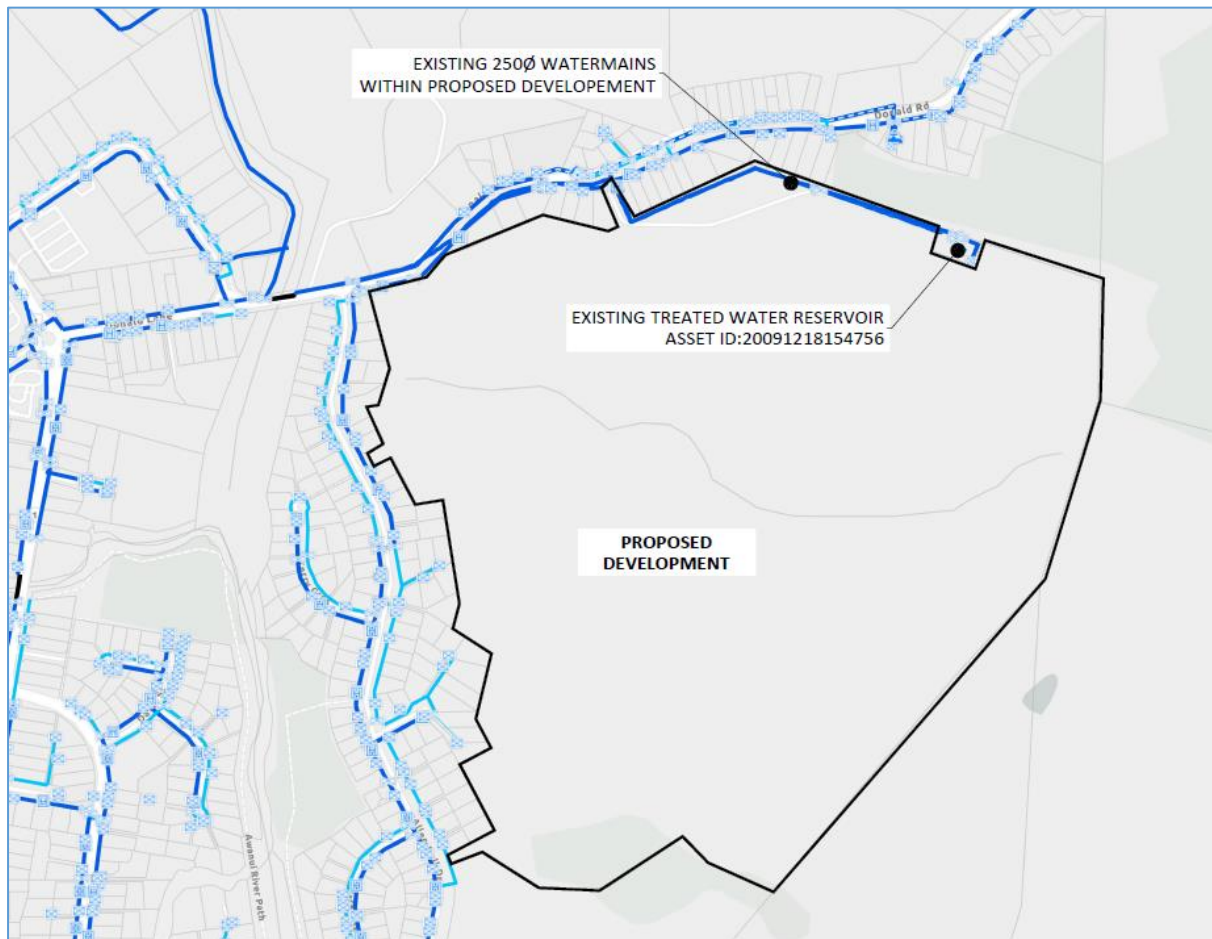 EXISTING 250Ø WATERMAINS
WITHIN PROPOSED DEVELOPEMENT
Donald Rd
EXISTING TREATED WATER RESERVOIR
ASSET ID:20091218154756
PROPOSED
DEVELOPMENT
Awanui River Path